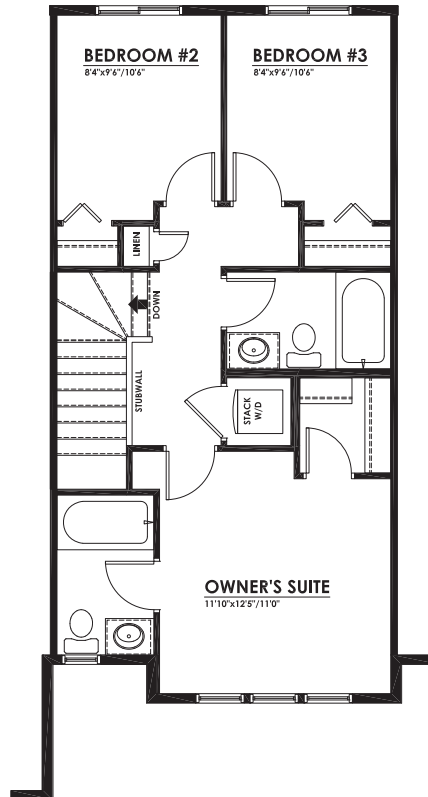 BEDROOM #2
8'4"x9'6"/10'6"
BEDROOM #3
8'4"x9'6"/10'6"
LINEN
DOWN
STUBWALL
STACK
W/D
OWNER'S SUITE
11'10"x12'5"/11'0"